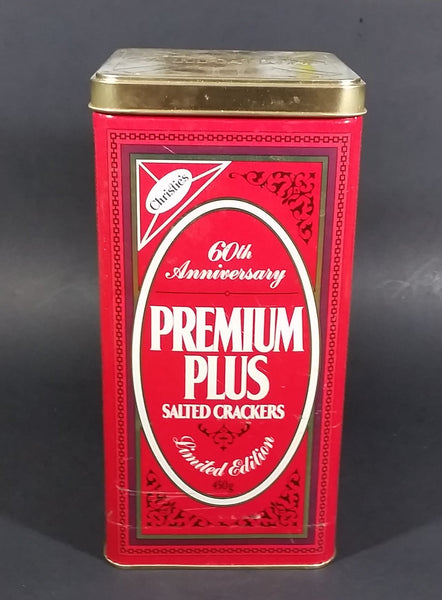 Christie's
60th
Anniversary
PREMIUM
PLUS
SALTED CRACKERS
Limited Edition
450g